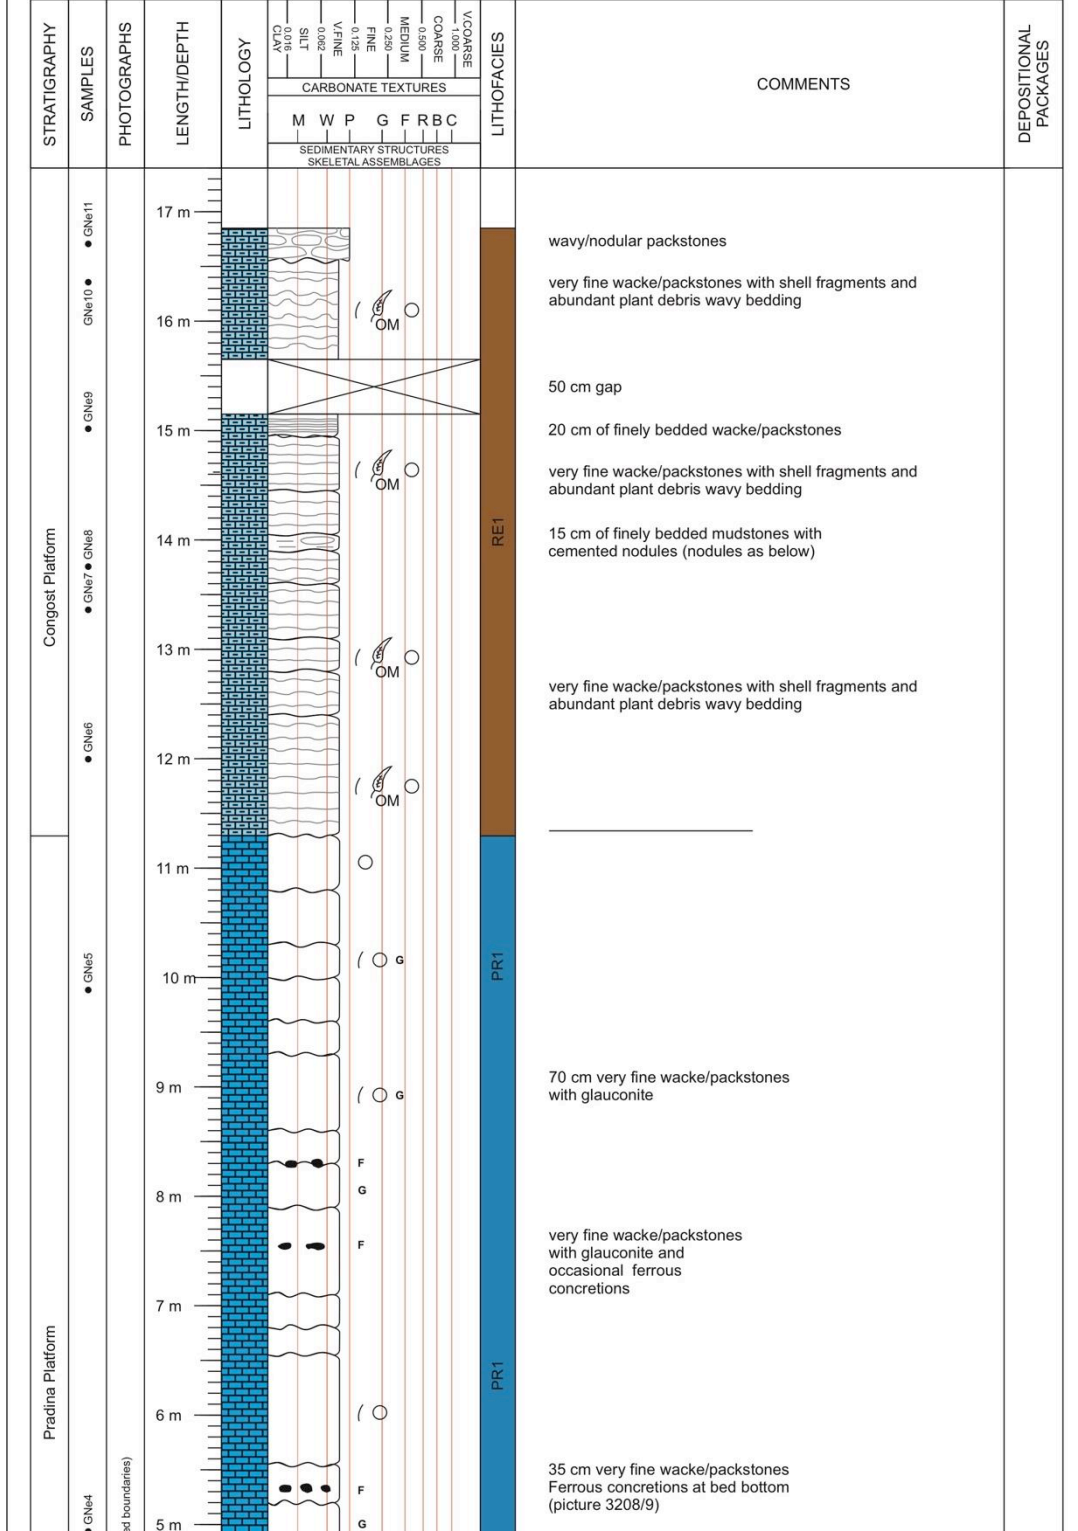 STRATIGRAPHY
SAMPLES
PHOTOGRAPHS
LENGTH/DEPTH
LITHOLOGY
CLAY
0.016
SILT
0.062
V.FINE
0.125
FINE
0.250
MEDIUM
0.500
COARSE
1.000
V.COARSE
CARBONATE TEXTURES
M W P G F R B C
SEDIMENTARY STRUCTURES
SKELETAL ASSEMBLAGES
LITHOFACIES
COMMENTS
DEPOSITIONAL
PACKAGES
17 m
GNe11
wavy/nodular packstones
GNe10
very fine wacke/packstones with shell fragments and
abundant plant debris wavy bedding
16 m
OM
50 cm gap
GNe9
15 m
20 cm of finely bedded wacke/packstones
very fine wacke/packstones with shell fragments and
abundant plant debris wavy bedding
OM
RE1
14 m
15 cm of finely bedded mudstones with
cemented nodules (nodules as below)
GNe8
GNe7
Congost Platform
13 m
OM
very fine wacke/packstones with shell fragments and
abundant plant debris wavy bedding
GNe6
12 m
OM
11 m
GNe5
10 m
G
PR1
9 m
G
70 cm very fine wacke/packstones
with glauconite
F
8 m
G
F
very fine wacke/packstones
with glauconite and
occasional ferrous
concretions
7 m
Pradina Platform
PR1
6 m
35 cm very fine wacke/packstones
Ferrous concretions at bed bottom
(picture 3208/9)
F
GNe4
ed boundaries)
5 m
G